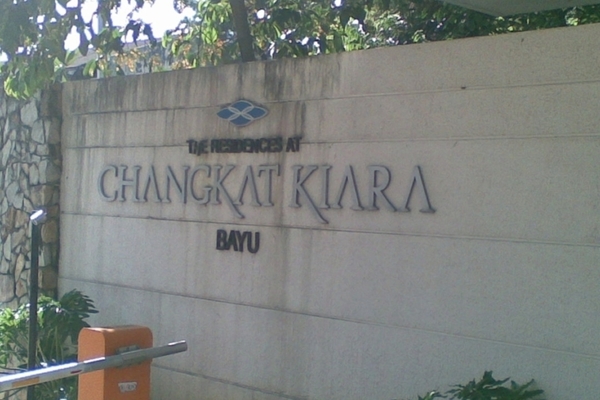 THE RESIDENCES AT
CHANGKAT KIARA
BAYU